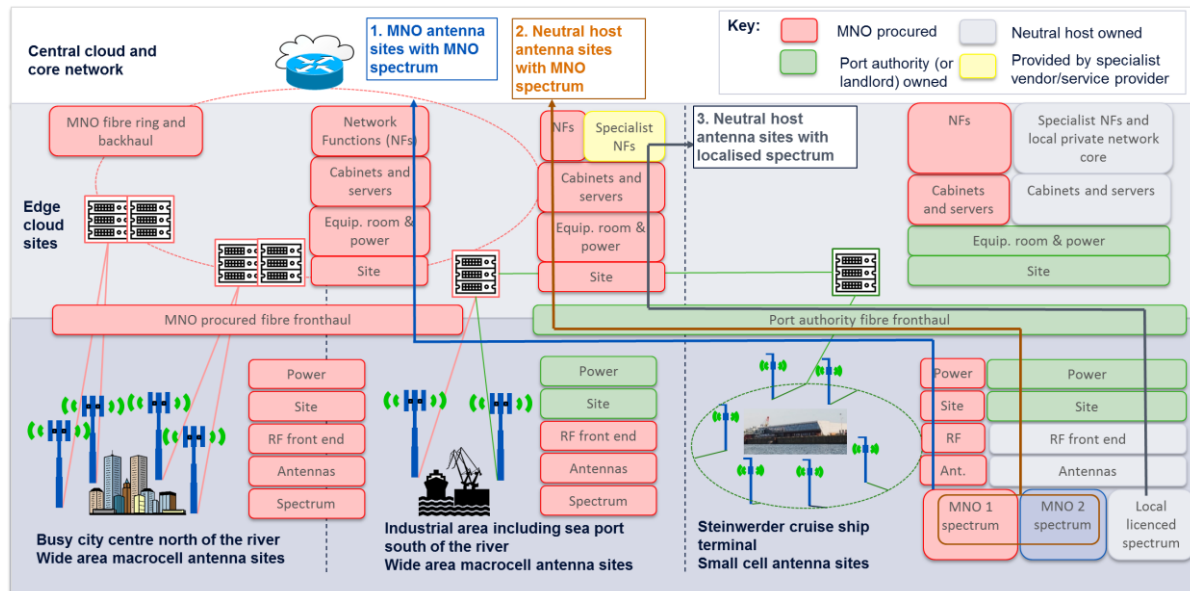 Central cloud and
core network
1. MNO antenna
sites with MNO
spectrum
2. Neutral host
antenna sites
with MNO
spectrum
Key:
MNO procured
Neutral host owned
Port authority (or
landlord) owned
Provided by specialist
vendor/service provider
MNO fibre ring and
backhaul
Network
Functions (NFs)
Cabinets and
servers
Equip. room &
power
Site
NFs
Specialist
NFs
Cabinets and
servers
Equip. room &
power
Site
3. Neutral host
antenna sites with
localised spectrum
NFs
Specialist NFs and
local private network
core
Cabinets
and servers
Cabinets and servers
Equip. room & power
Site
Edge
cloud
sites
MNO procured fibre fronthaul
Port authority fibre fronthaul
Power
Site
RF front end
Antennas
Spectrum
Busy city centre north of the river
Wide area macrocell antenna sites
Power
Site
RF front end
Antennas
Spectrum
Industrial area including sea port
south of the river
Wide area macrocell antenna sites
Steinwerder cruise ship
terminal
Small cell antenna sites
Power
Power
Site
Site
RF
RF front end
Ant.
Antennas
MNO 1
spectrum
MNO 2
spectrum
Local
licenced
spectrum